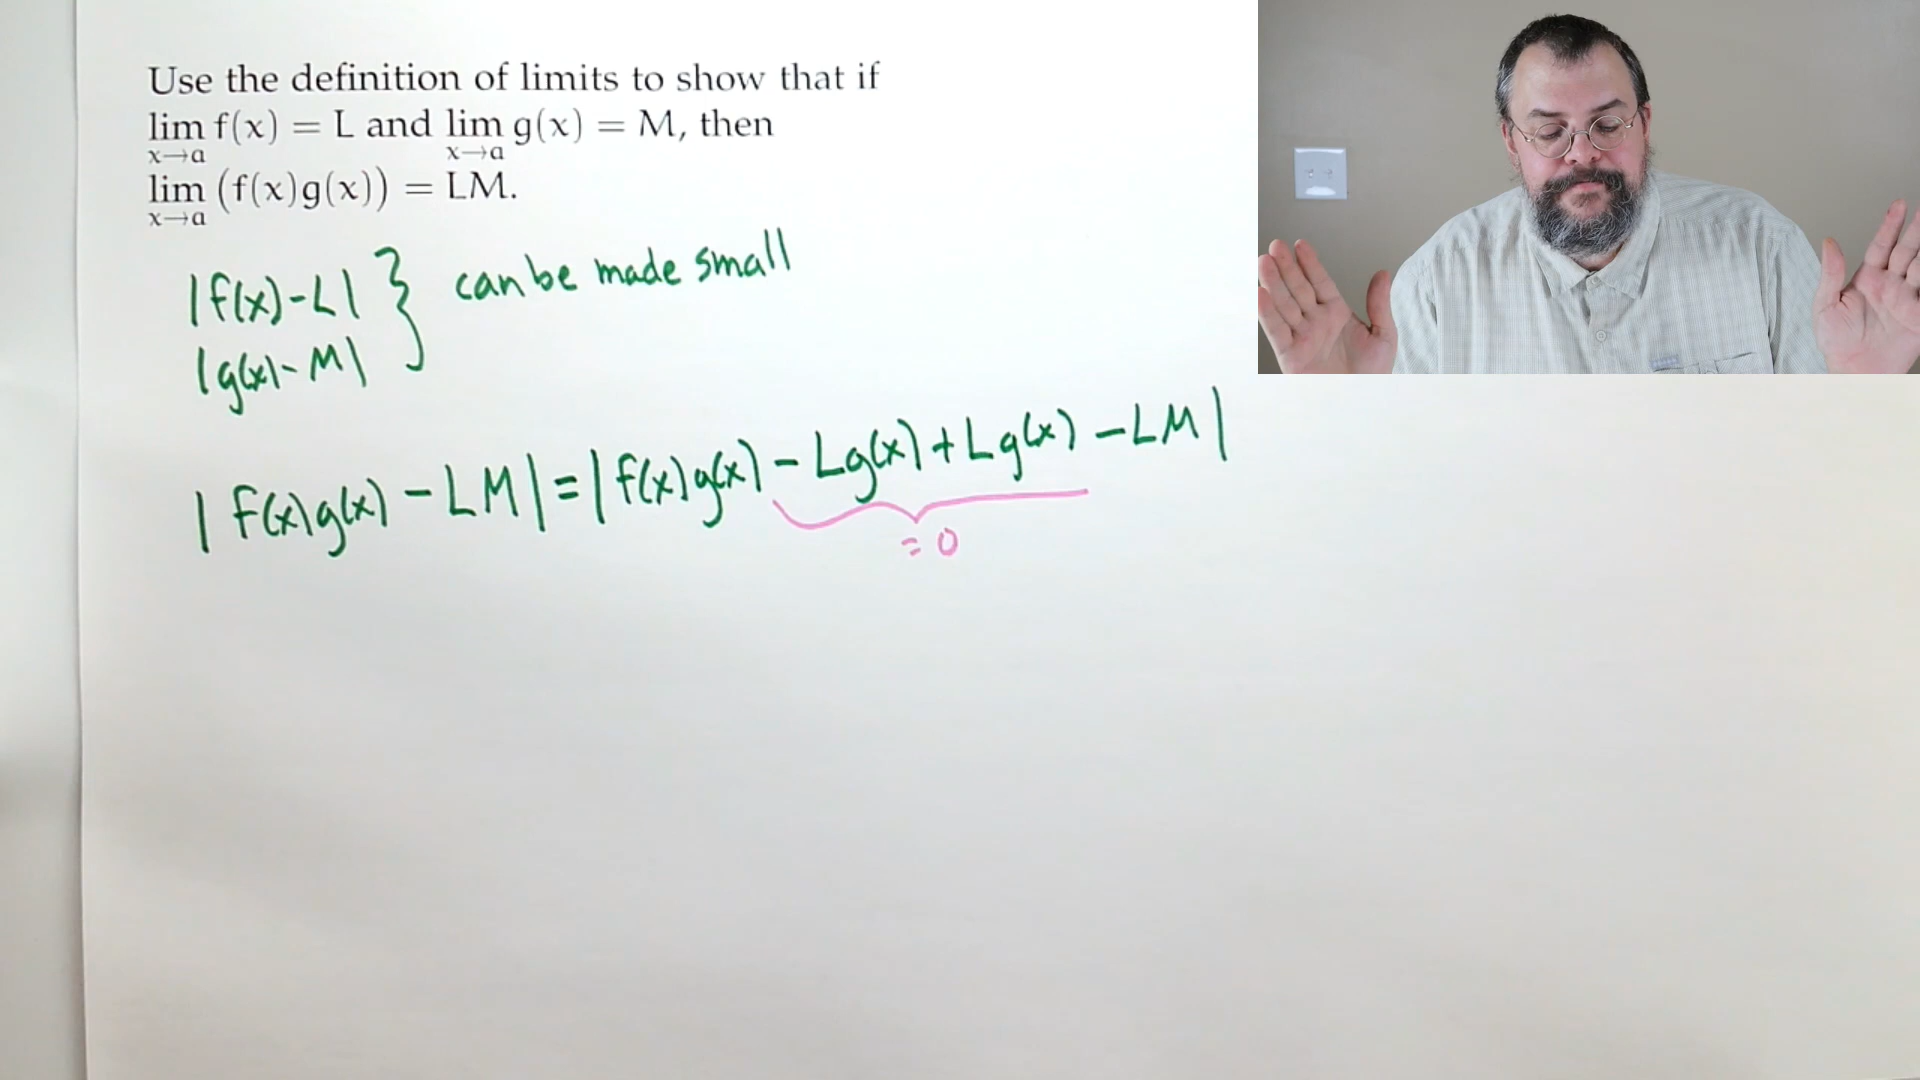 Use the definition of limits to show that if
lim x→a f(x) = L and lim x→a g(x) = M, then
lim x→a (f(x)g(x)) = LM.
|f(x)-L| } can be made small
|g(x)-M|
|f(x)g(x) - LM| = |f(x)g(x) - Lg(x) + Lg(x) - LM|
= 0